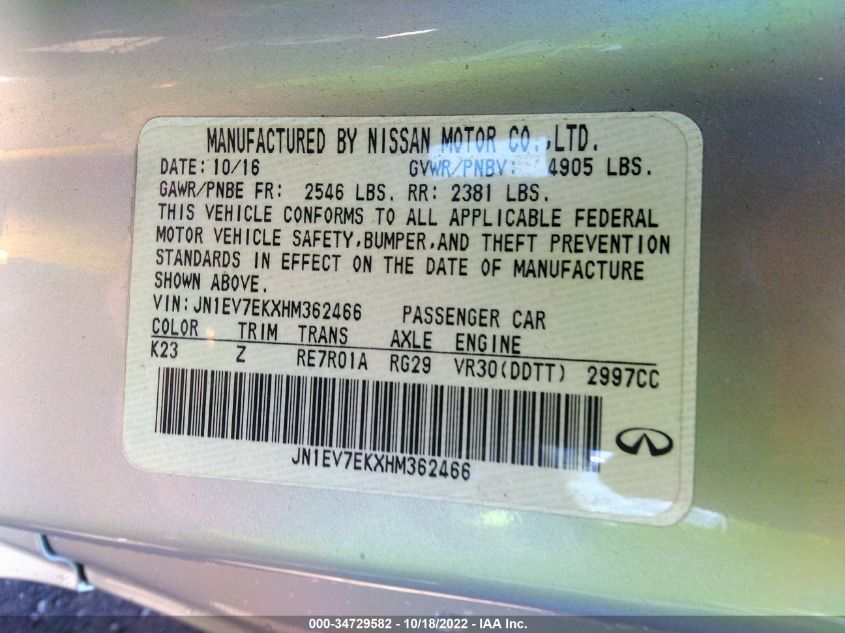 MANUFACTURED BY NISSAN MOTOR CO.,LTD.
DATE: 10/16 GVWR/PNBV: 4905 LBS.
GAWR/PNBE FR: 2546 LBS. RR: 2381 LBS.
THIS VEHICLE CONFORMS TO ALL APPLICABLE FEDERAL
MOTOR VEHICLE SAFETY,BUMPER,AND THEFT PREVENTION
STANDARDS IN EFFECT ON THE DATE OF MANUFACTURE
SHOWN ABOVE.
VIN:JN1EV7EKXHM362466 PASSENGER CAR
COLOR TRIM TRANS AXLE ENGINE
K23 Z RE7R01A RG29 VR30(DDTT) 2997CC
JN1EV7EKXHM362466
000-34729582 - 10/18/2022 - IAA Inc.